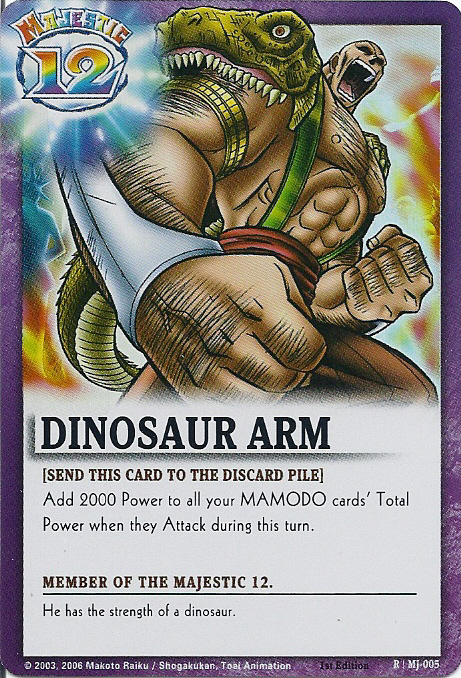 MAJESTIC
12
DINOSAUR ARM
[SEND THIS CARD TO THE DISCARD PILE]
Add 2000 Power to all your MAMODO cards' Total
Power when they Attack during this turn.
MEMBER OF THE MAJESTIC 12.
He has the strength of a dinosaur.
© 2003, 2006 Makoto Raiku / Shogakukan, Toei Animation 1st Edition R | MJ-005